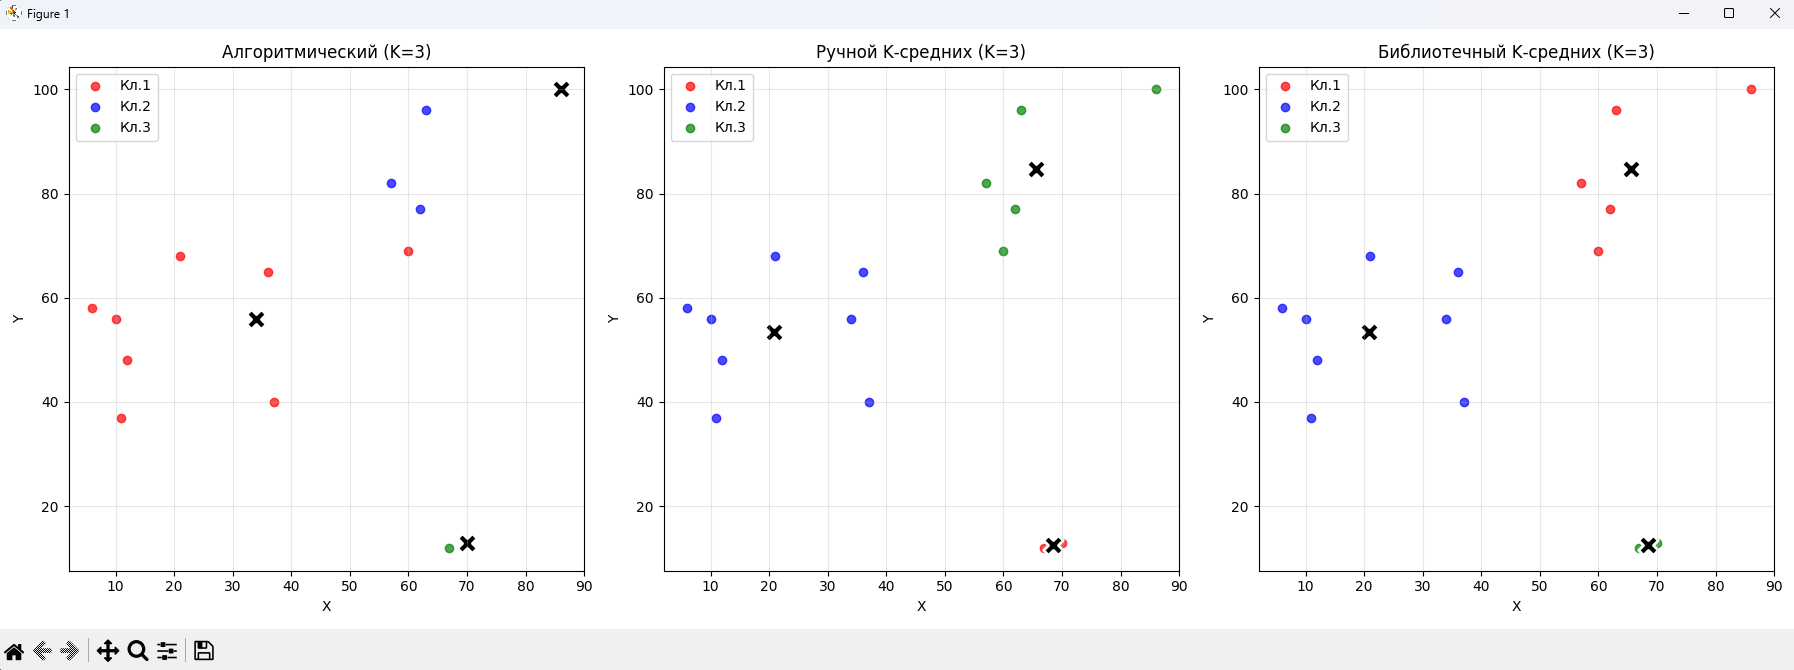 Figure 1
Алгоритмический (K=3)
Кл.1
Кл.2
Кл.3
100
80
60
40
20
Y
10 20 30 40 50 60 70 80 90
X
Ручной K-средних (K=3)
Кл.1
Кл.2
Кл.3
100
80
60
40
20
Y
10 20 30 40 50 60 70 80 90
X
Библиотечный K-средних (K=3)
Кл.1
Кл.2
Кл.3
100
80
60
40
20
Y
10 20 30 40 50 60 70 80 90
X